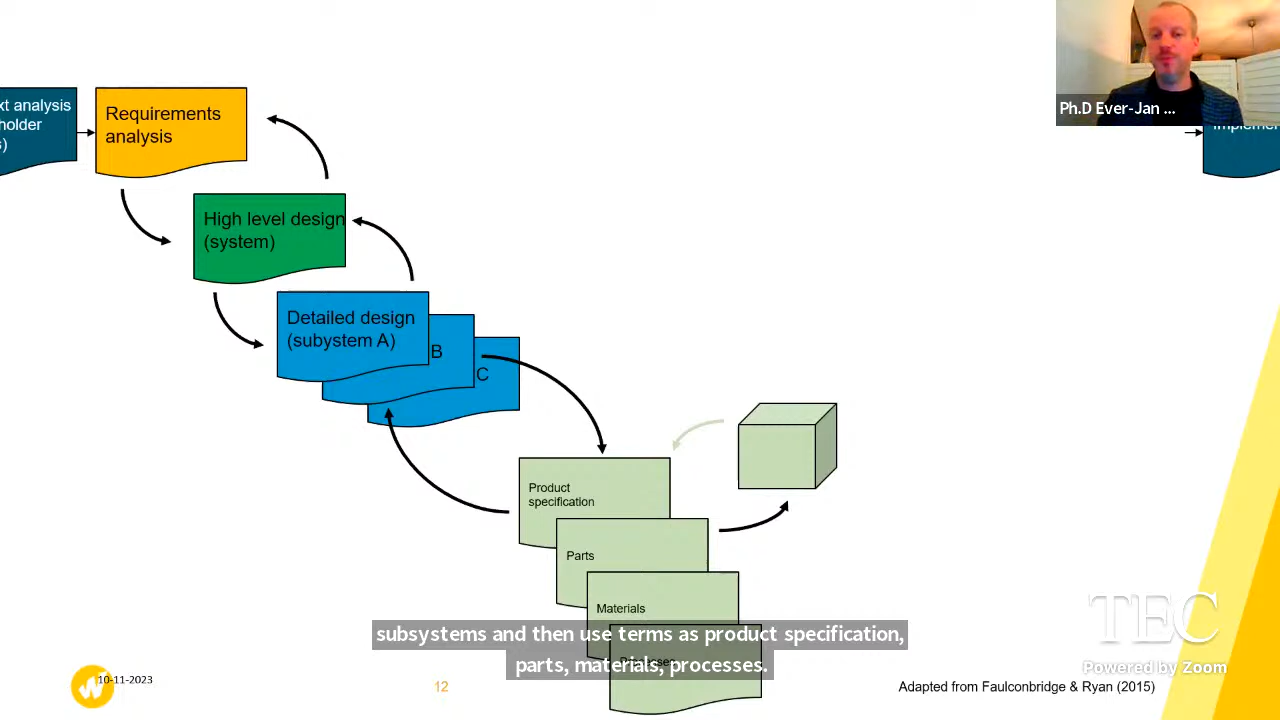 xt analysis
holder
s)
Requirements
analysis
Ph.D Ever-Jan ...
High level design
(system)
Detailed design
(subystem A)
B
C
Product
specification
Parts
Materials
subsystems and then use terms as product specification,
parts, materials, processes.
TEC
Powered by Zoom
10-11-2023
12
Adapted from Faulconbridge & Ryan (2015)